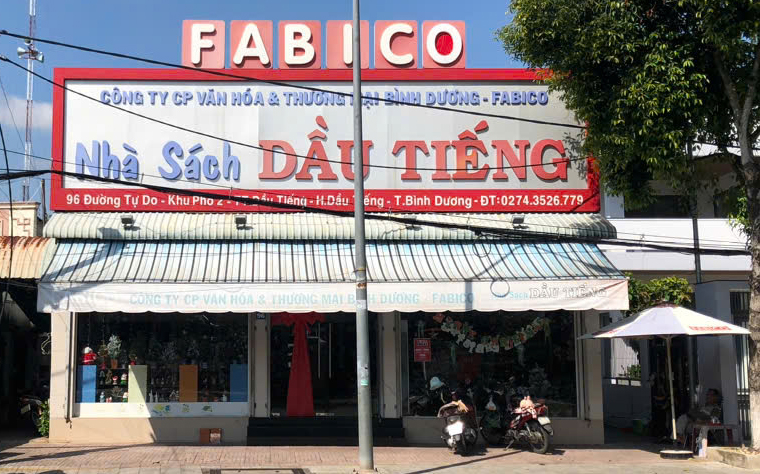 FABICO
CÔNG TY CP VĂN HÓA & THƯƠNG MẠI BÌNH DƯƠNG - FABICO
Nhà Sách DẦU TIẾNG
96 Đường Tự Do - Khu Phố 2 - TT. Dầu Tiếng - H.Dầu Tiếng - T.Bình Dương - ĐT: 0274.3526.779
CÔNG TY CP VĂN HÓA & THƯƠNG MẠI BÌNH DƯƠNG FABICO
Sách DẦU TIẾNG